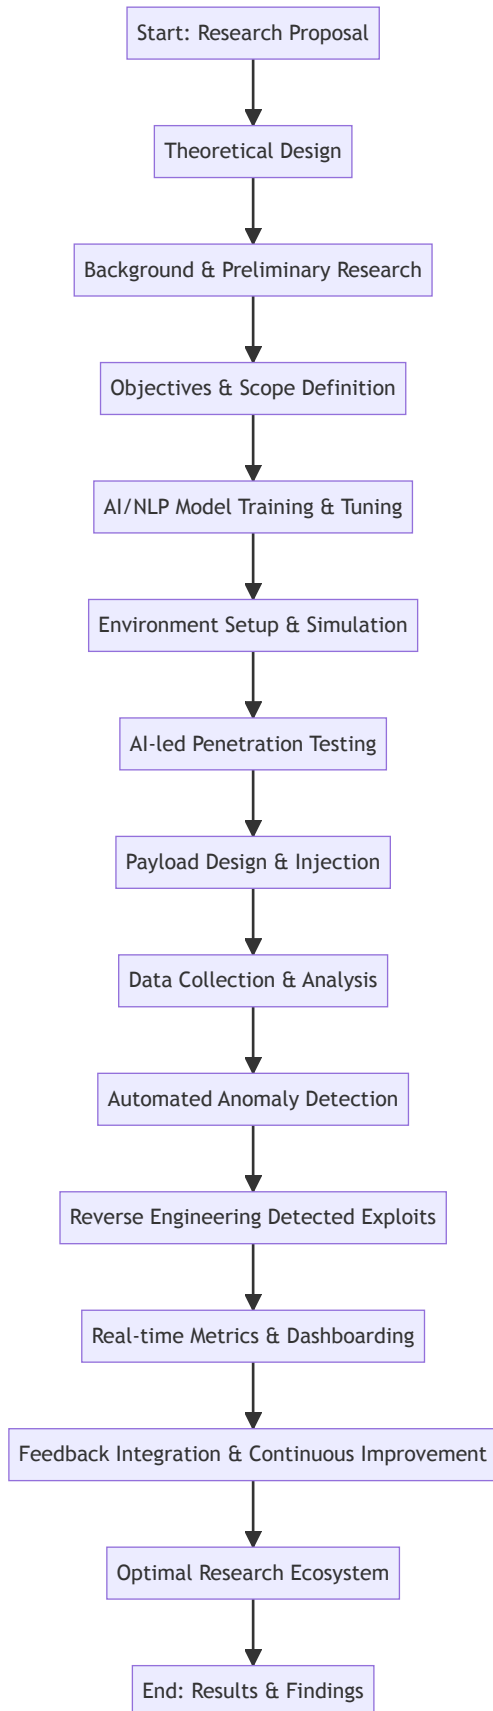 Start: Research Proposal
Theoretical Design
Background & Preliminary Research
Objectives & Scope Definition
AI/NLP Model Training & Tuning
Environment Setup & Simulation
AI-led Penetration Testing
Payload Design & Injection
Data Collection & Analysis
Automated Anomaly Detection
Reverse Engineering Detected Exploits
Real-time Metrics & Dashboarding
Feedback Integration & Continuous Improvement
Optimal Research Ecosystem
End: Results & Findings